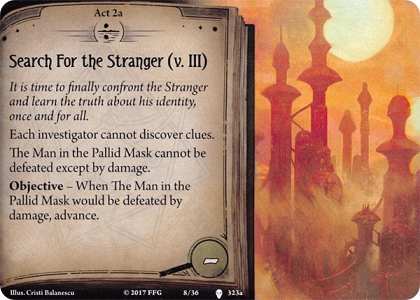 Act 2a
Search For the Stranger (v. III)
It is time to finally confront the Stranger
and learn the truth about his identity,
once and for all.
Each investigator cannot discover clues.
The Man in the Pallid Mask cannot be
defeated except by damage.
Objective – When The Man in the
Pallid Mask would be defeated by
damage, advance.
–
Illus. Cristi Balanescu
© 2017 FFG
8/36
323a